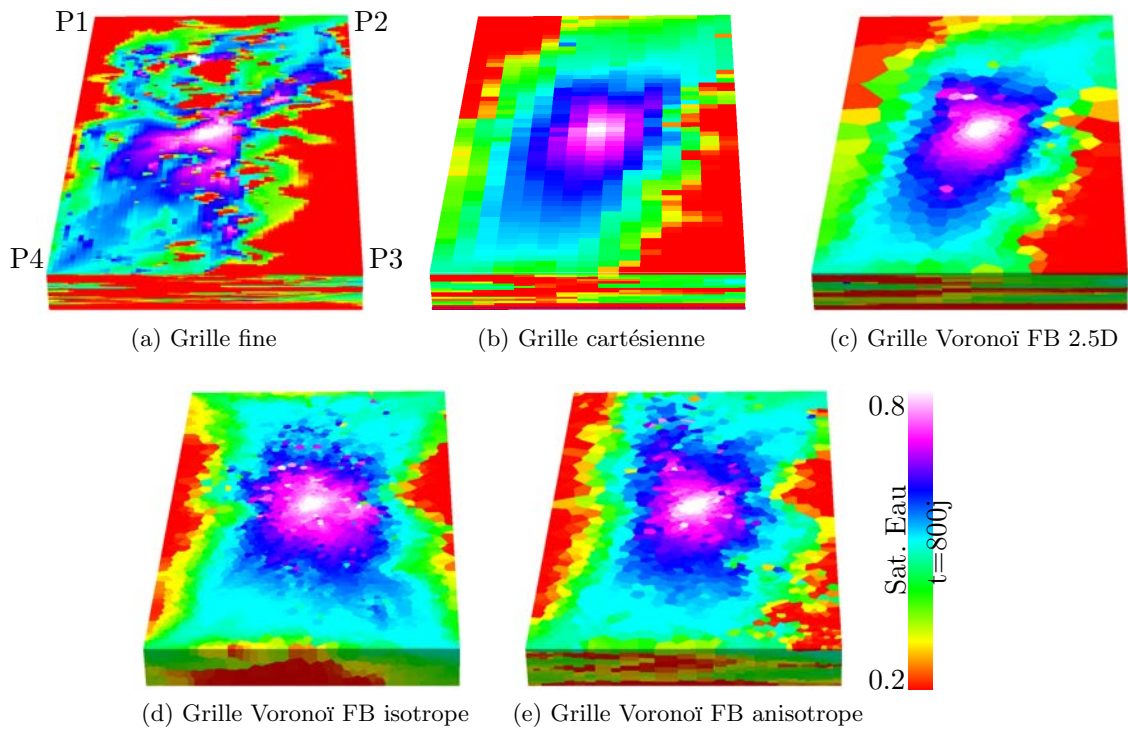 P1
P2
P4
P3
(a) Grille fine
(b) Grille cartésienne
(c) Grille Voronoï FB 2.5D
0.8
Sat. Eau
t=800j
0.2
(d) Grille Voronoï FB isotrope
(e) Grille Voronoï FB anisotrope